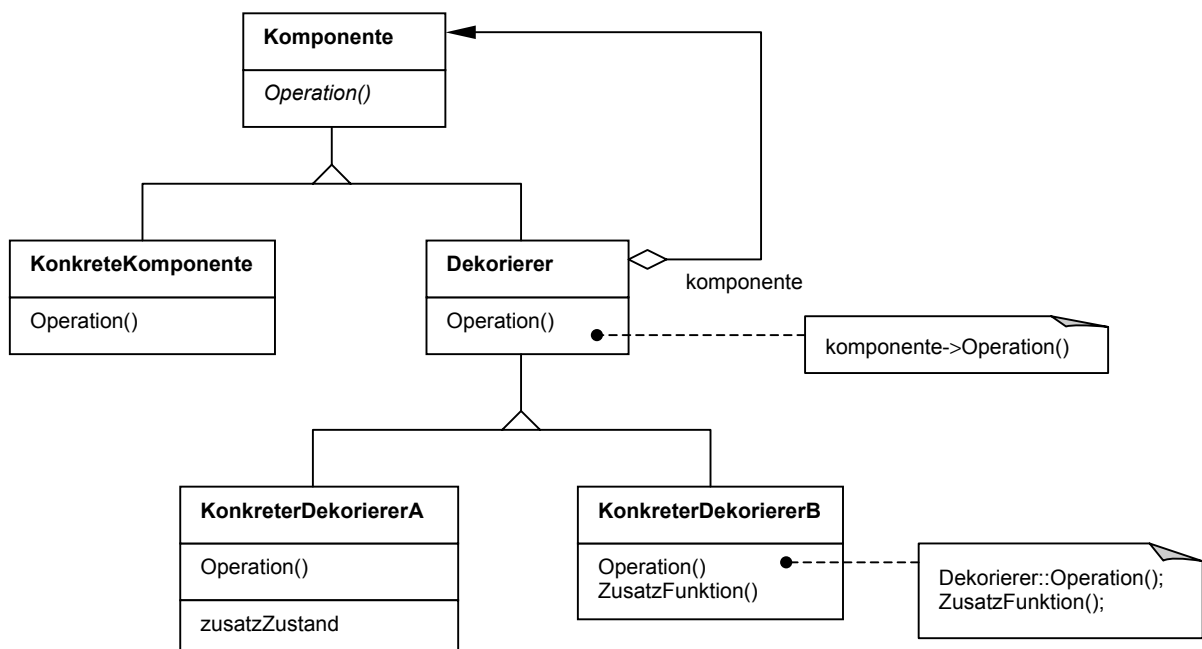 Komponente
Operation()
KonkreteKomponente
Operation()
Dekorierer
Operation()
komponente
komponente->Operation()
KonkreterDekoriererA
Operation()
zusatzZustand
KonkreterDekoriererB
Operation()
ZusatzFunktion()
Dekorierer::Operation();
ZusatzFunktion();